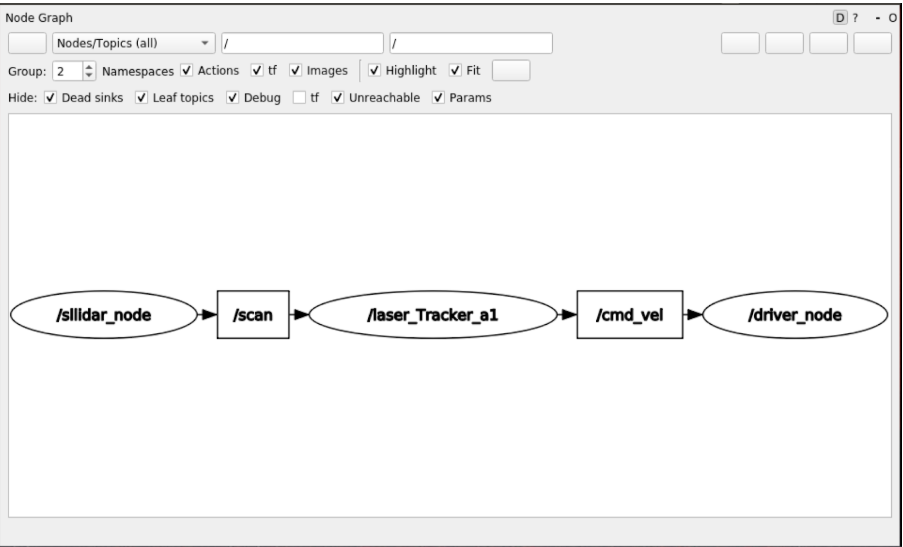 Node Graph D ? - O
Nodes/Topics (all) / /
Group: 2 Namespaces Actions tf Images Highlight Fit
Hide: Dead sinks Leaf topics Debug tf Unreachable Params
/sllidar_node /scan /laser_Tracker_a1 /cmd_vel /driver_node